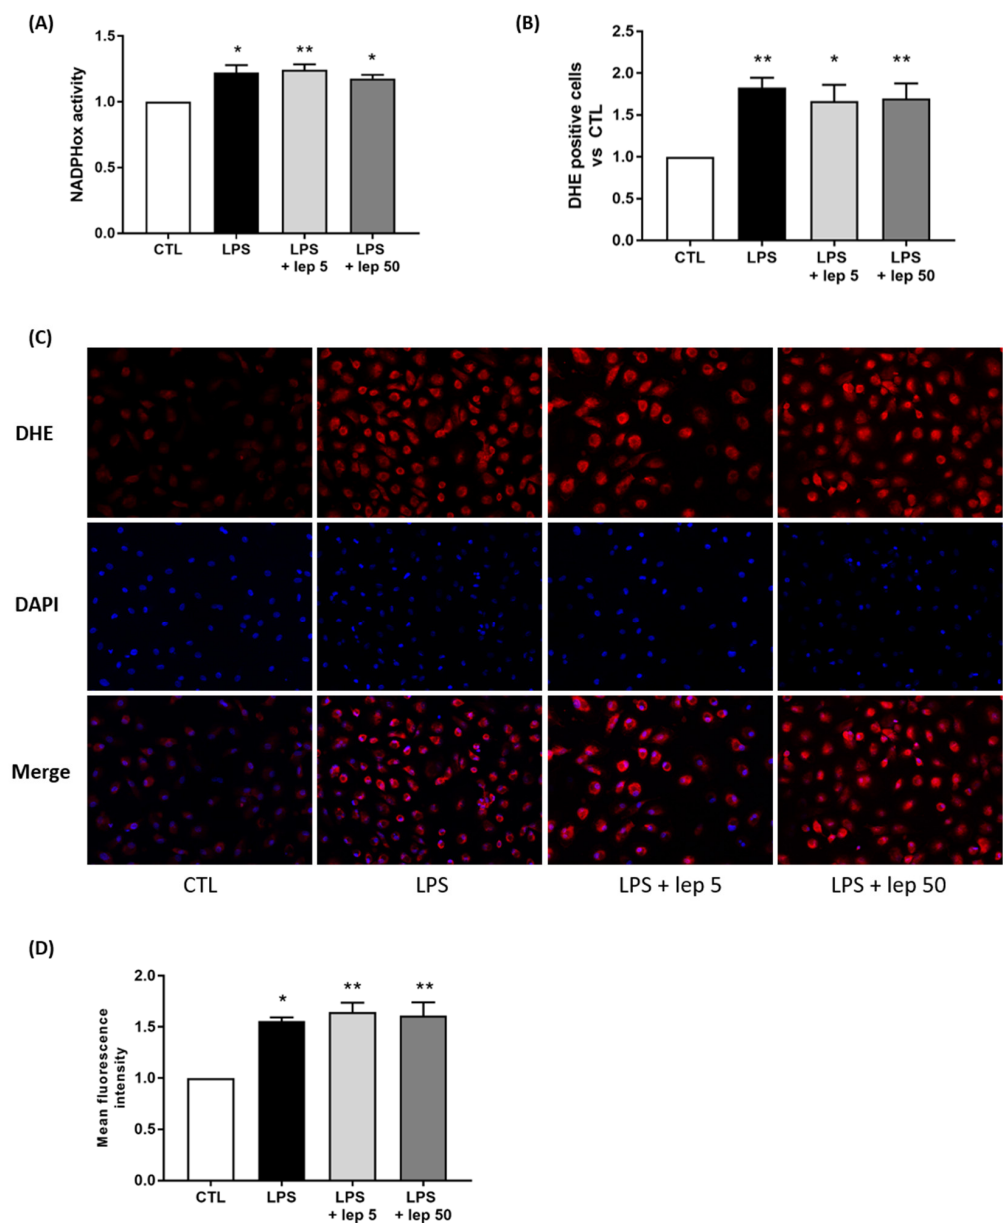 (A)
NADPHox activity
1.5
1.0
0.5
0.0
*
**
*
CTL
LPS
LPS
+ lep 5
LPS
+ lep 50
(B)
DHE positive cells
vs CTL
2.5
2.0
1.5
1.0
0.5
0.0
**
*
**
CTL
LPS
LPS
+ lep 5
LPS
+ lep 50
(C)
DHE
DAPI
Merge
CTL
LPS
LPS + lep 5
LPS + lep 50
(D)
Mean fluorescence
intensity
2.0
1.5
1.0
0.5
0.0
*
**
**
CTL
LPS
LPS
+ lep 5
LPS
+ lep 50